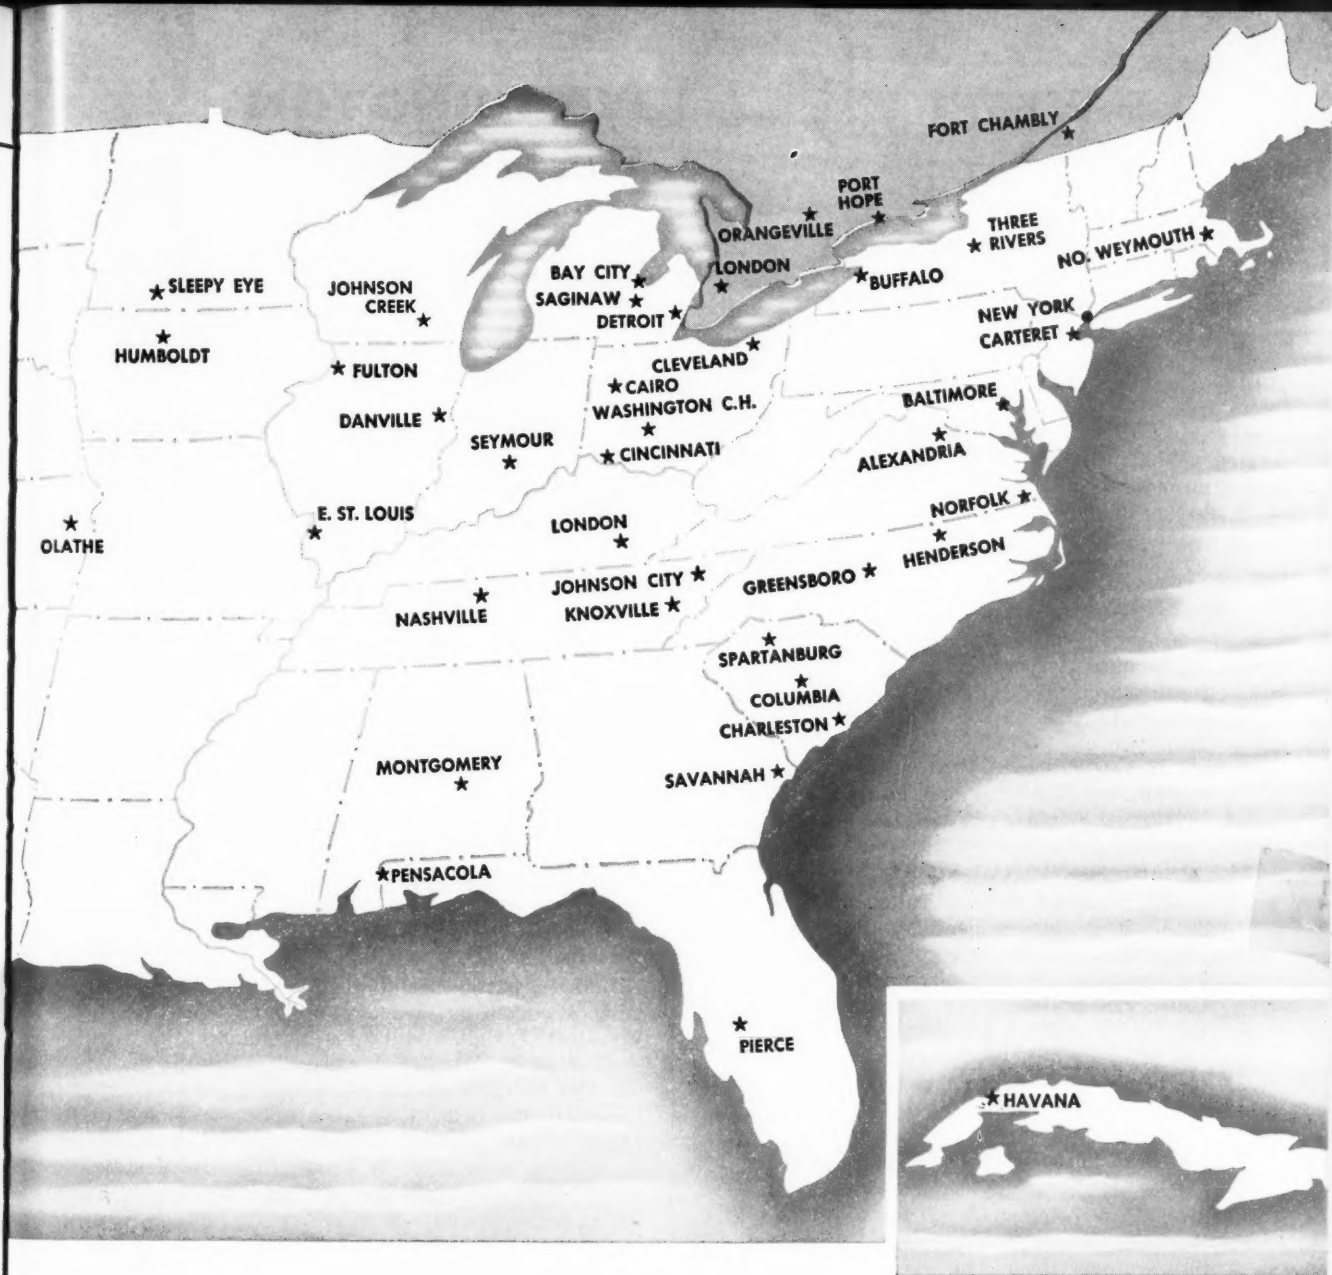 FORT CHAMBLY
PORT
HOPE
ORANGEVILLE
THREE
RIVERS
NO. WEYMOUTH
LONDON
BUFFALO
BAY CITY
SAGINAW
DETROIT
SLEEPY EYE
JOHNSON
CREEK
HUMBOLDT
NEW YORK
CARTERET
CLEVELAND
FULTON
CAIRO
WASHINGTON C.H.
BALTIMORE
DANVILLE
SEYMOUR
CINCINNATI
ALEXANDRIA
E. ST. LOUIS
LONDON
NORFOLK
OLATHE
HENDERSON
JOHNSON CITY
GREENSBORO
NASHVILLE
KNOXVILLE
SPARTANBURG
COLUMBIA
CHARLESTON
MONTGOMERY
SAVANNAH
PENSACOLA
PIERCE
HAVANA